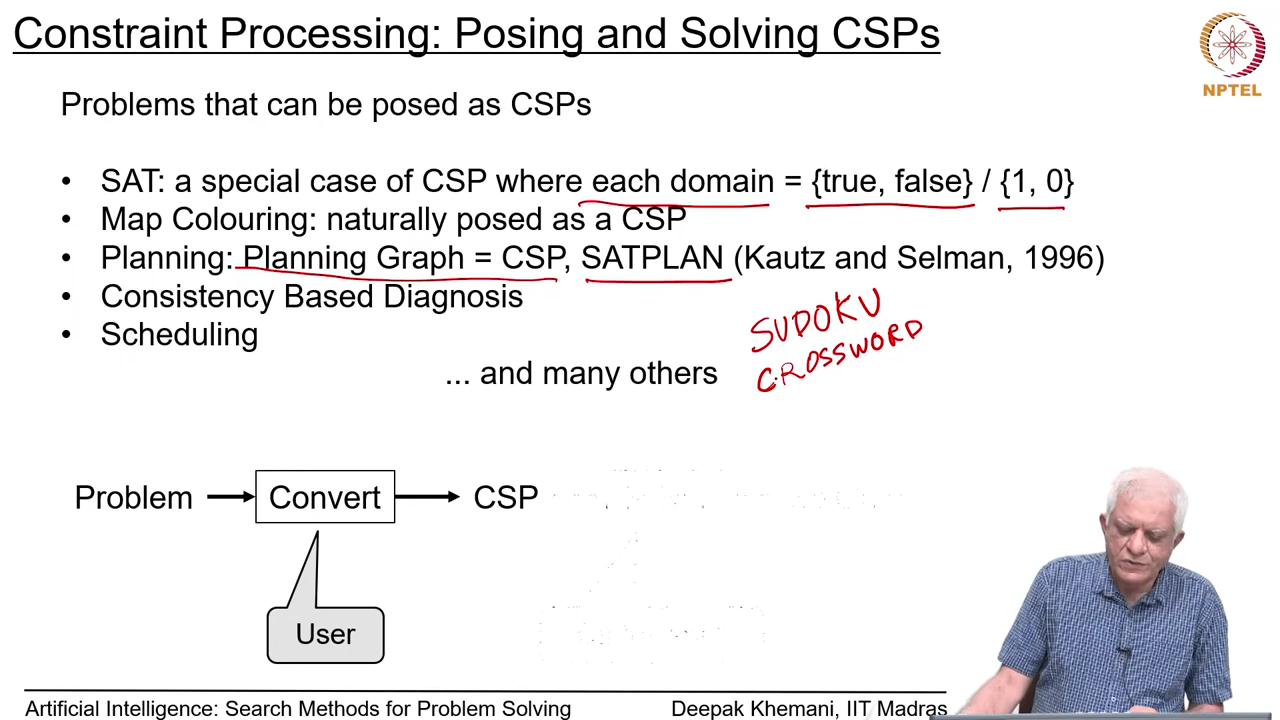 Constraint Processing: Posing and Solving CSPs
NPTEL
Problems that can be posed as CSPs
• SAT: a special case of CSP where each domain = {true, false} / {1, 0}
• Map Colouring: naturally posed as a CSP
• Planning: Planning Graph = CSP, SATPLAN (Kautz and Selman, 1996)
• Consistency Based Diagnosis
• Scheduling
SUDOKU
CROSSWORD
... and many others
Problem Convert CSP
User
Artificial Intelligence: Search Methods for Problem Solving Deepak Khemani, IIT Madras